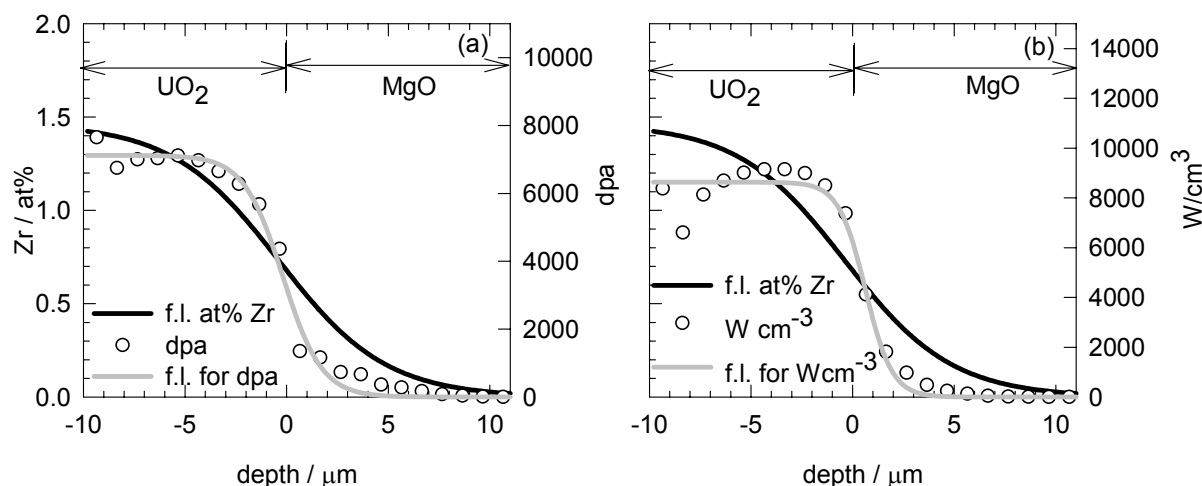 (a)
UO2
MgO
2.0
1.5
1.0
0.5
0.0
Zr / at%
10000
8000
6000
4000
2000
0
dpa
f.l. at% Zr
dpa
f.l. for dpa
-10
-5
0
5
10
depth / μm
(b)
UO2
MgO
14000
12000
10000
8000
6000
4000
2000
0
W/cm3
f.l. at% Zr
W cm-3
f.l. for Wcm-3
-10
-5
0
5
10
depth / μm